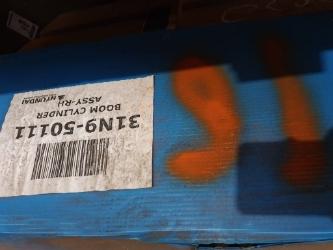 HYUNDAI
BOOM CYLINDER
ASSY-RH
31N9-50111